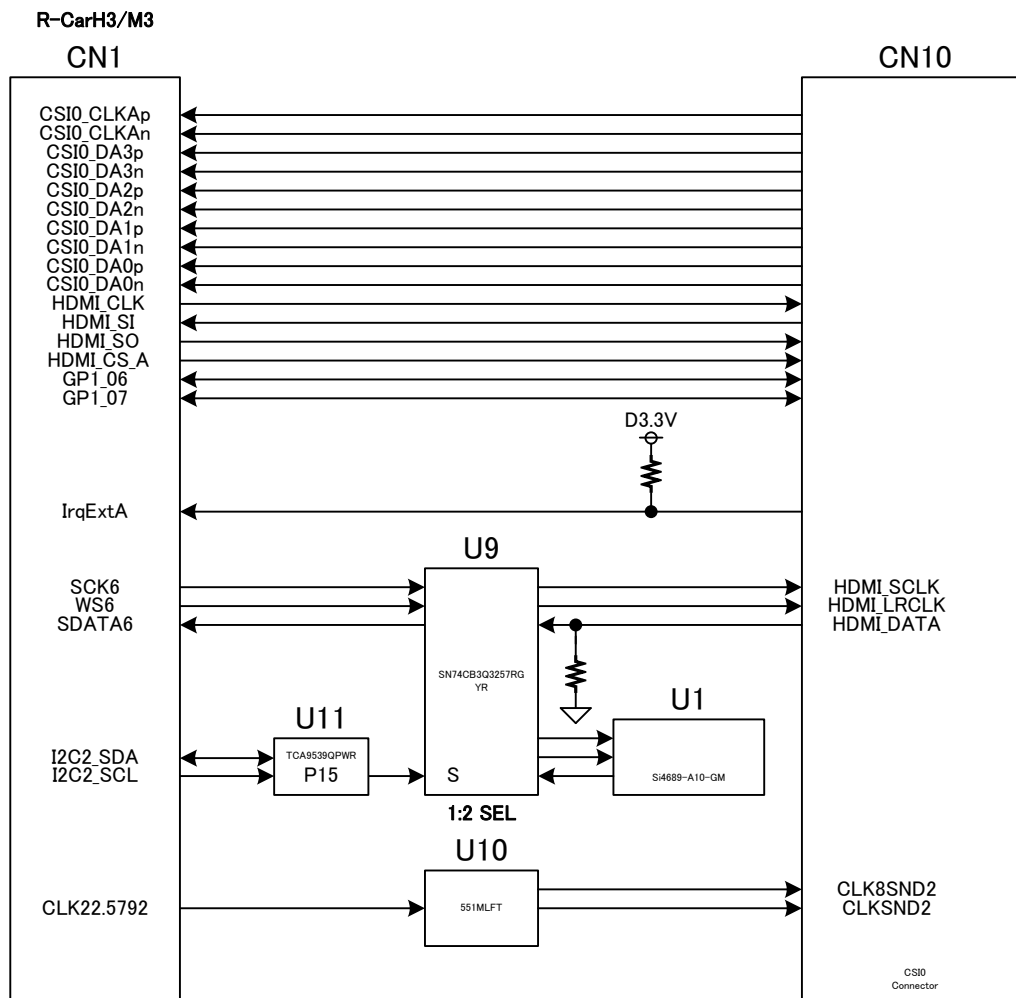 R-CarH3/M3
CN1
CN10
CSI0_CLKAp
CSI0_CLKAn
CSI0_DA3p
CSI0_DA3n
CSI0_DA2p
CSI0_DA2n
CSI0_DA1p
CSI0_DA1n
CSI0_DA0p
CSI0_DA0n
HDMI_CLK
HDMI_SI
HDMI_SO
HDMI_CS_A
GP1_06
GP1_07
D3.3V
IrqExtA
U9
SCK6
HDMI_SCLK
WS6
HDMI_LRCLK
SDATA6
HDMI_DATA
SN74CB3Q3257RG
YR
U11
U1
I2C2_SDA
TCA9539QPWR
I2C2_SCL
P15
S
Si4689-A10-GM
1:2 SEL
U10
CLK8SND2
CLK22.5792
551MLFT
CLKSND2
CSI0
Connector